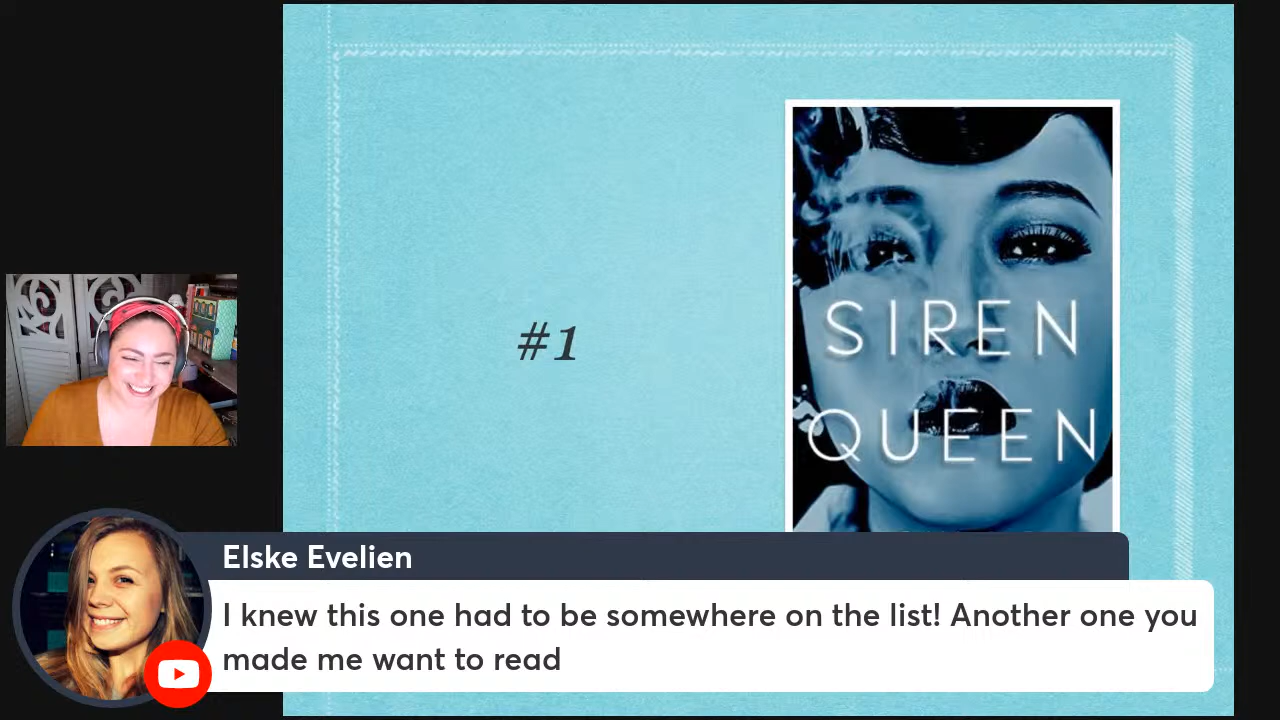 #1
SIREN
QUEEN
Elske Evelien
I knew this one had to be somewhere on the list! Another one you
made me want to read